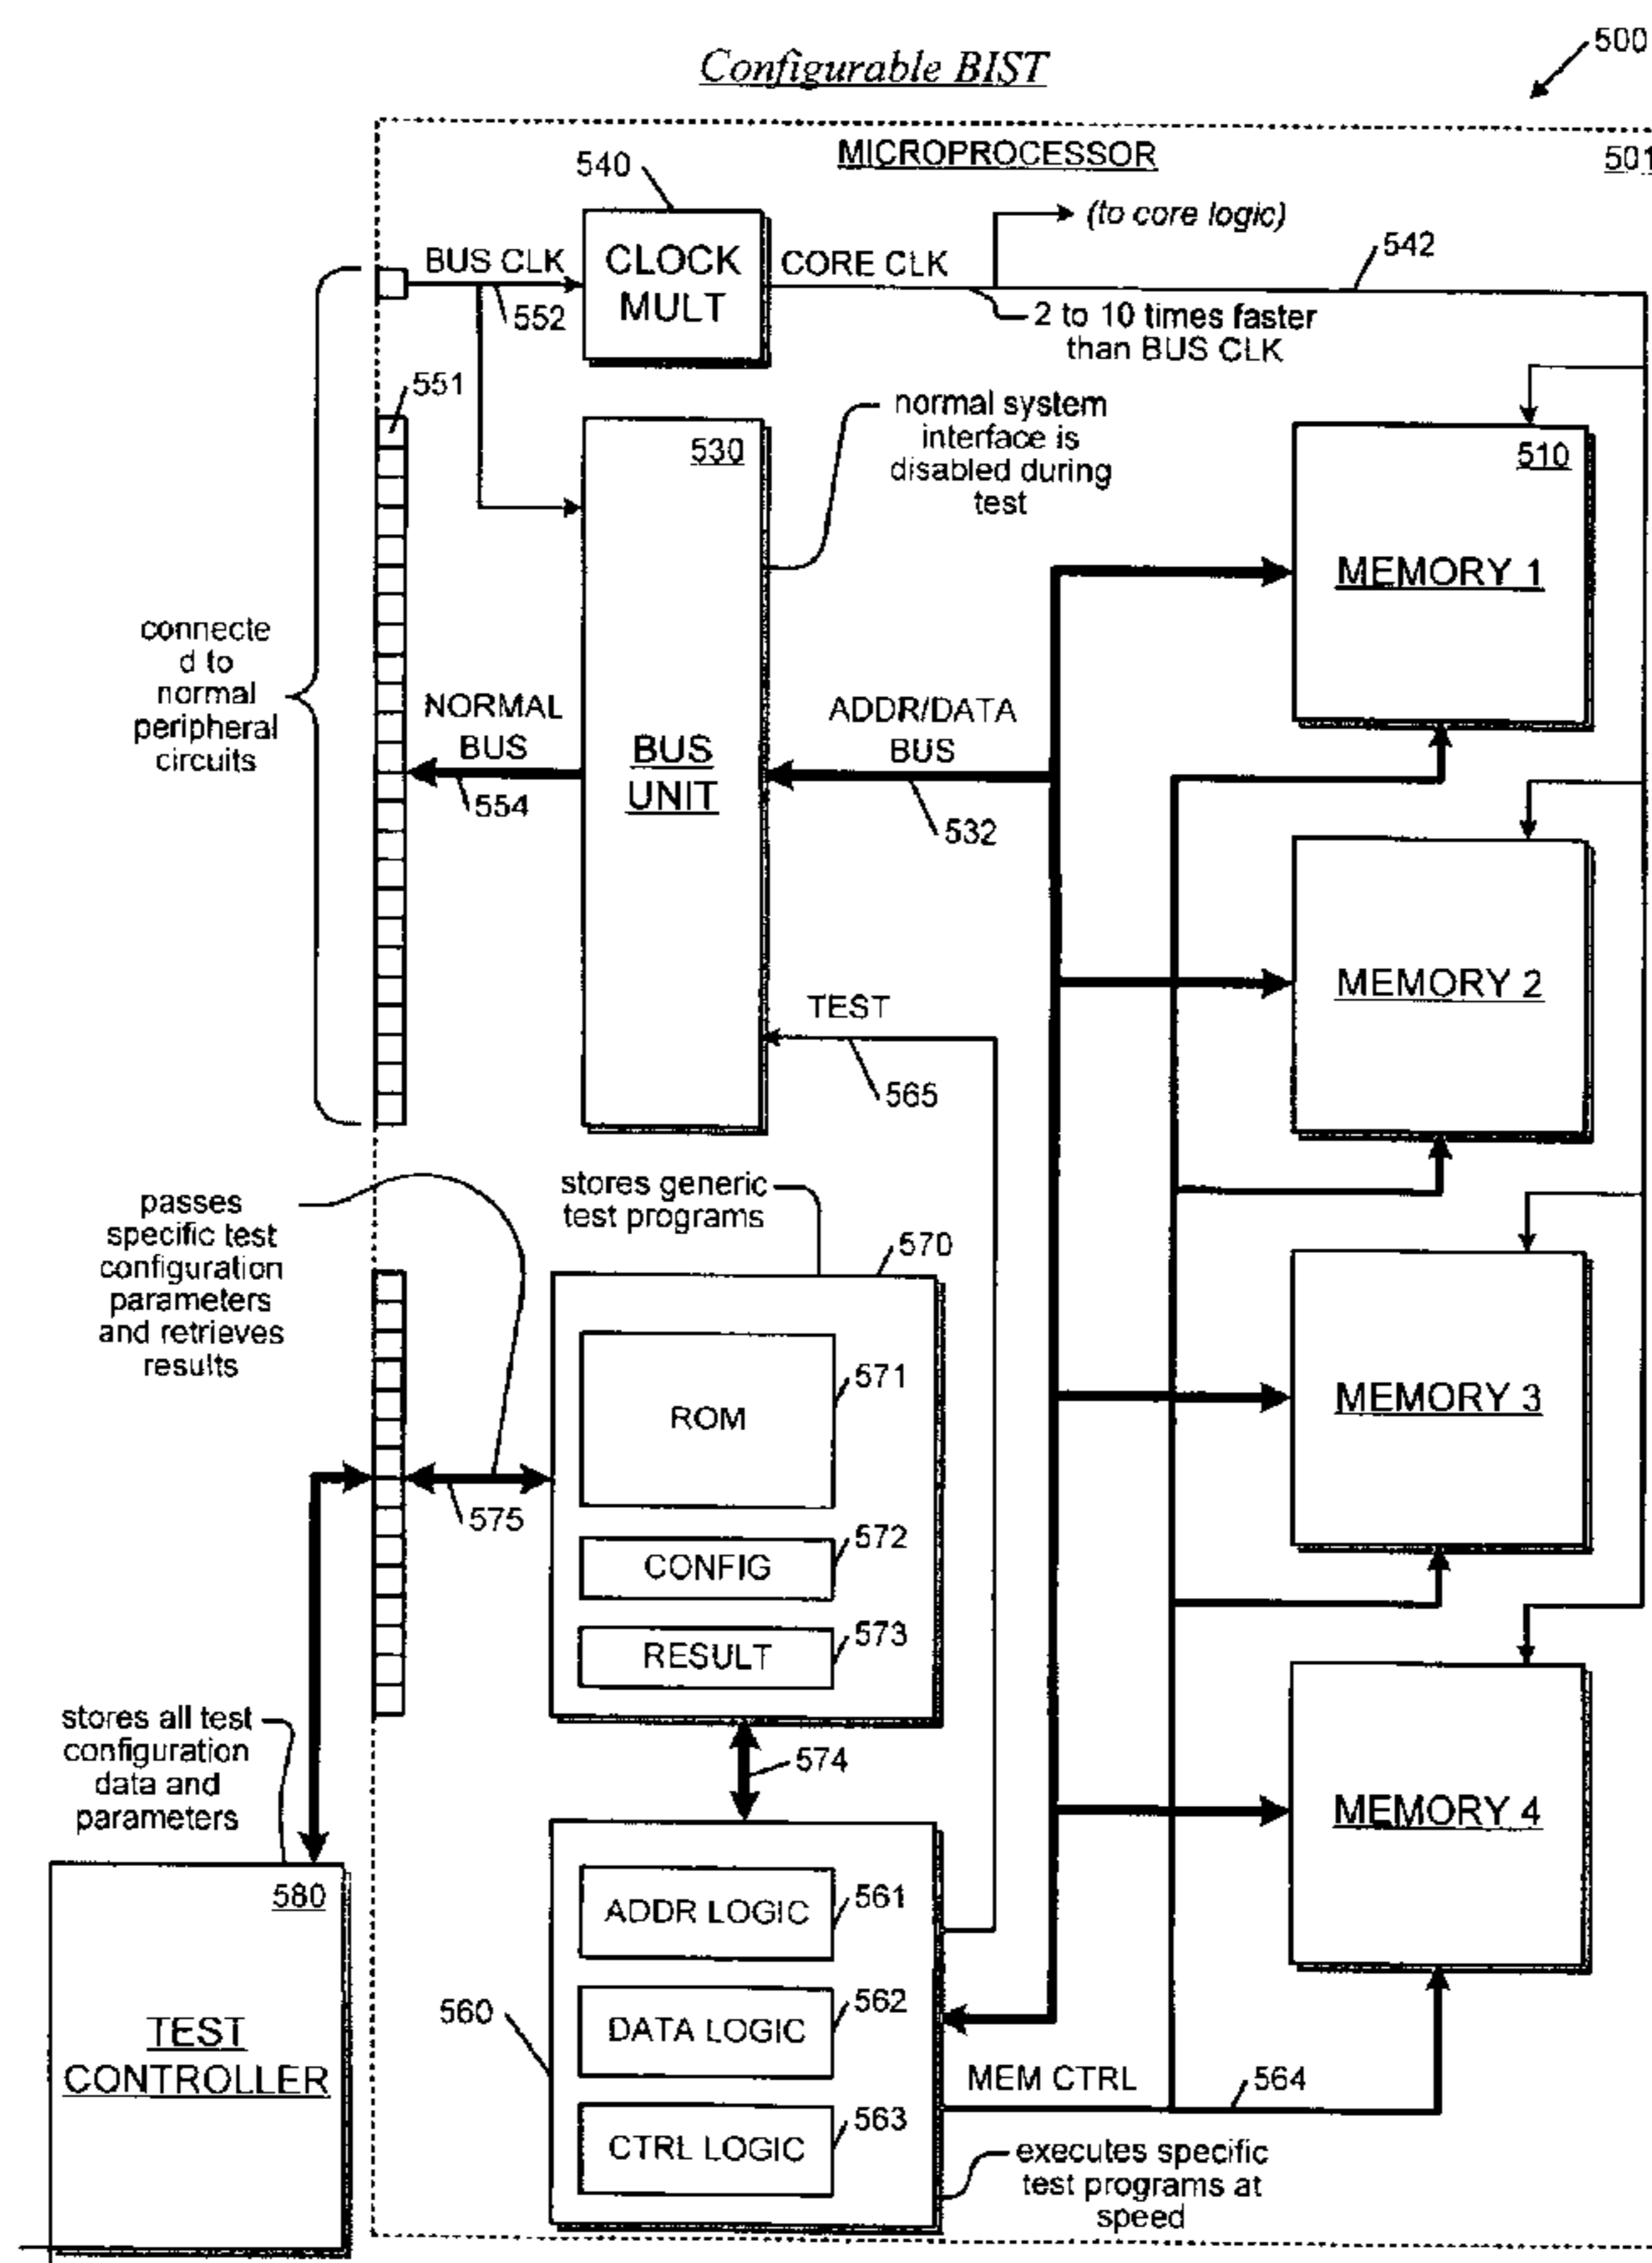 500
Configurable BIST
MICROPROCESSOR
501
540
(to core logic)
BUS CLK
CLOCK
MULT
CORE CLK
542
552
2 to 10 times faster
than BUS CLK
551
530
normal system
interface is
disabled during
test
510
MEMORY 1
connecte
d to
normal
peripheral
circuits
NORMAL
BUS
554
BUS
UNIT
ADDR/DATA
BUS
532
MEMORY 2
TEST
565
passes
specific test
configuration
parameters
and retrieves
results
stores generic
test programs
570
ROM
571
575
CONFIG
572
RESULT
573
MEMORY 3
574
stores all test
configuration
data and
parameters
MEMORY 4
580
TEST
CONTROLLER
560
ADDR LOGIC
561
DATA LOGIC
562
CTRL LOGIC
563
MEM CTRL
564
executes specific
test programs at
speed